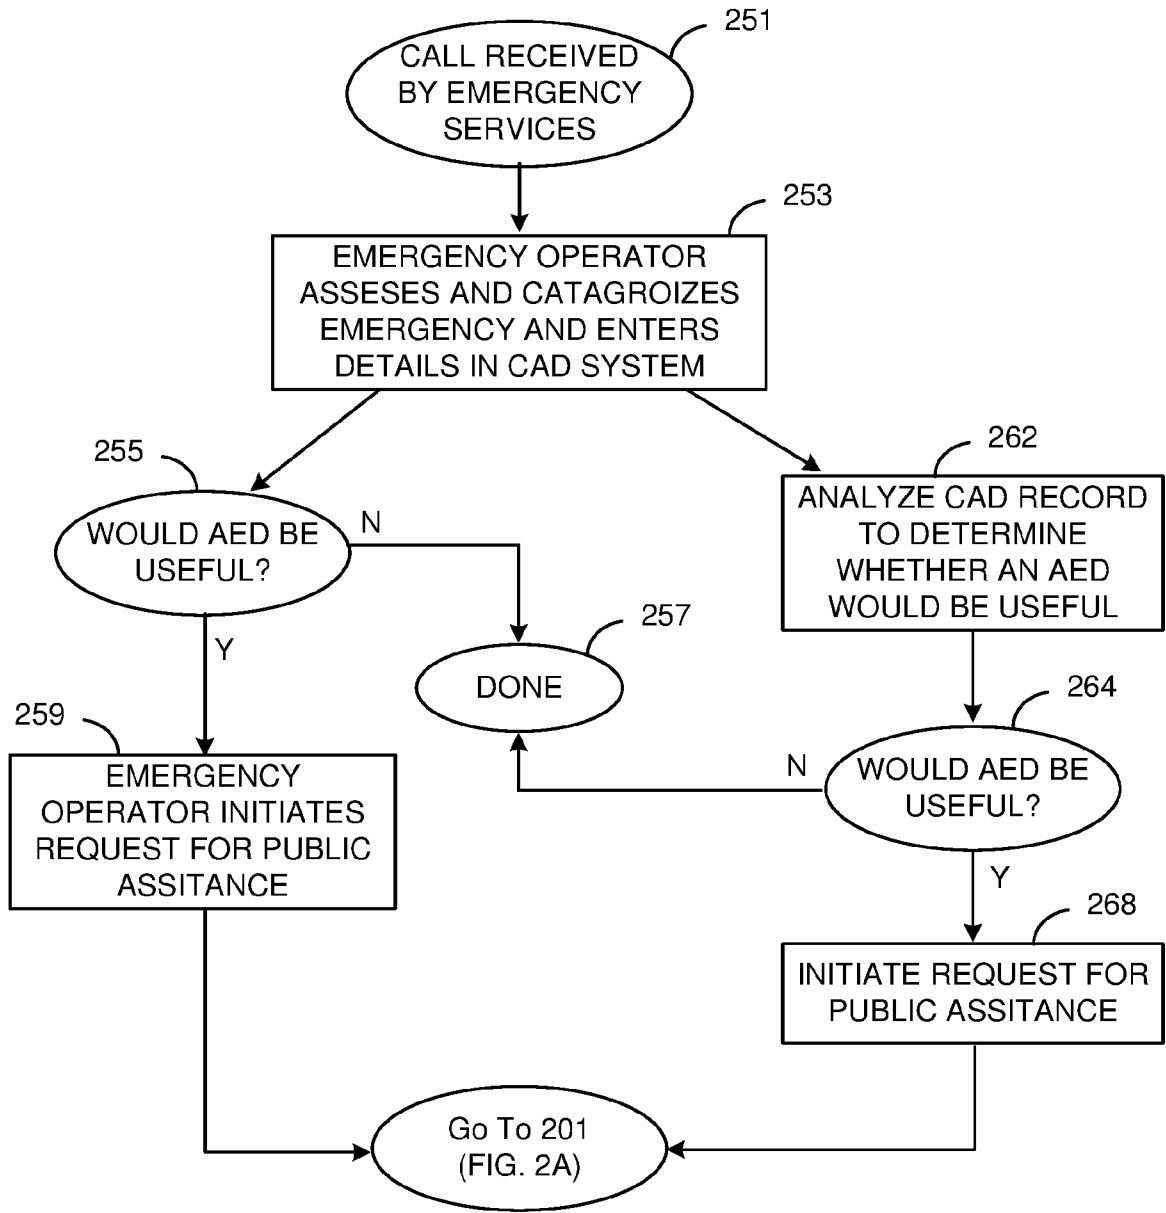 251
CALL RECEIVED
BY EMERGENCY
SERVICES
253
EMERGENCY OPERATOR
ASSESES AND CATAGROIZES
EMERGENCY AND ENTERS
DETAILS IN CAD SYSTEM
255
WOULD AED BE
USEFUL?
N
Y
262
ANALYZE CAD RECORD
TO DETERMINE
WHETHER AN AED
WOULD BE USEFUL
257
DONE
264
WOULD AED BE
USEFUL?
N
Y
259
EMERGENCY
OPERATOR INITIATES
REQUEST FOR PUBLIC
ASSITANCE
268
INITIATE REQUEST FOR
PUBLIC ASSITANCE
Go To 201
(FIG. 2A)